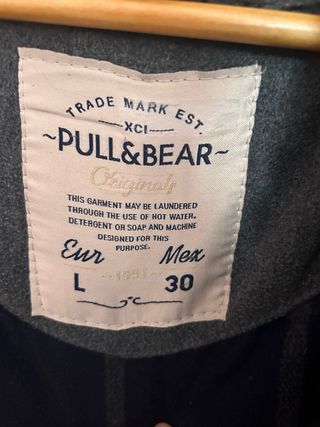 TRADE MARK EST.
XCI
~PULL&BEAR~
Originals
THIS GARMENT MAY BE LAUNDERED
THROUGH THE USE OF HOT WATER.
DETERGENT OR SOAP AND MACHINE
DESIGNED FOR THIS
PURPOSE.
Eur Mex
1991
L 30